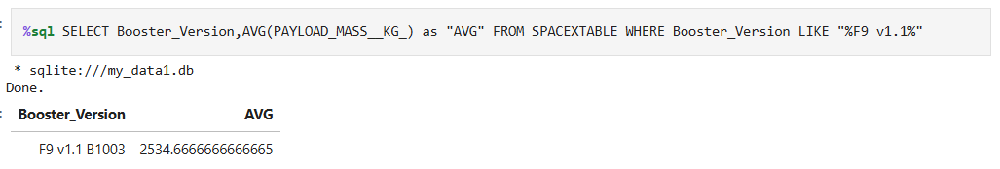 %sql SELECT Booster_Version,AVG(PAYLOAD_MASS__KG_) as "AVG" FROM SPACEXTABLE WHERE Booster_Version LIKE "%F9 v1.1%"
* sqlite:///my_data1.db
Done.
Booster_Version AVG
F9 v1.1 B1003 2534.6666666666665